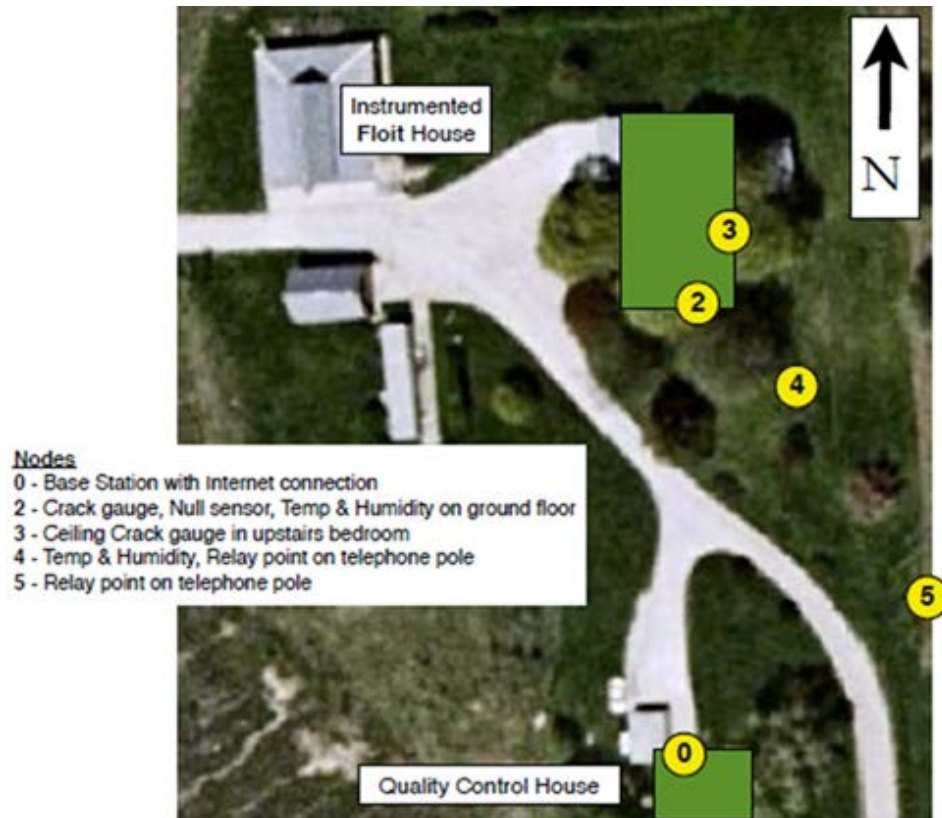 Instrumented
Floit House
N
3
2
4
Nodes
0 - Base Station with Internet connection
2 - Crack gauge, Null sensor, Temp & Humidity on ground floor
3 - Ceiling Crack gauge in upstairs bedroom
4 - Temp & Humidity, Relay point on telephone pole
5 - Relay point on telephone pole
5
0
Quality Control House